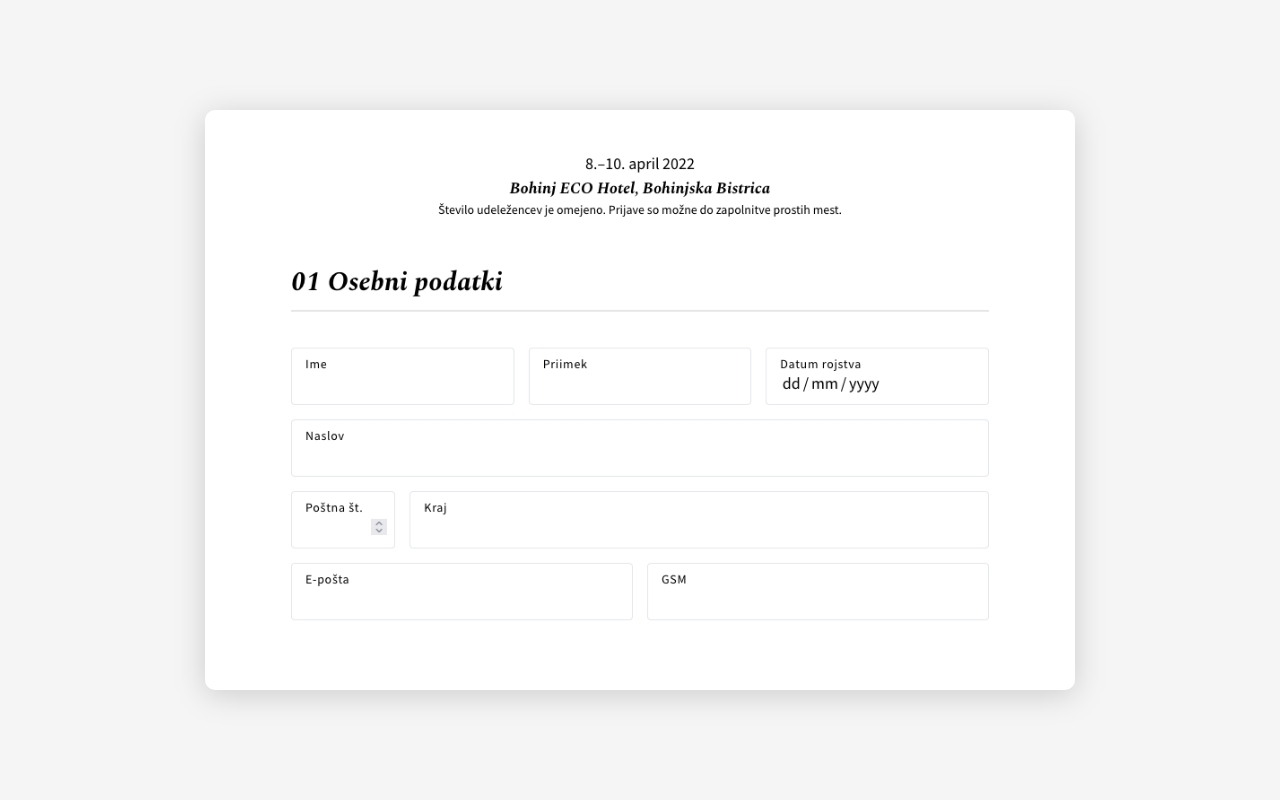 8.–10. april 2022
Bohinj ECO Hotel, Bohinjska Bistrica
Število udeležencev je omejeno. Prijave so možne do zapolnitve prostih mest.
01 Osebni podatki
Ime
Priimek
Datum rojstva
dd / mm / yyyy
Naslov
Poštna št.
Kraj
E-pošta
GSM